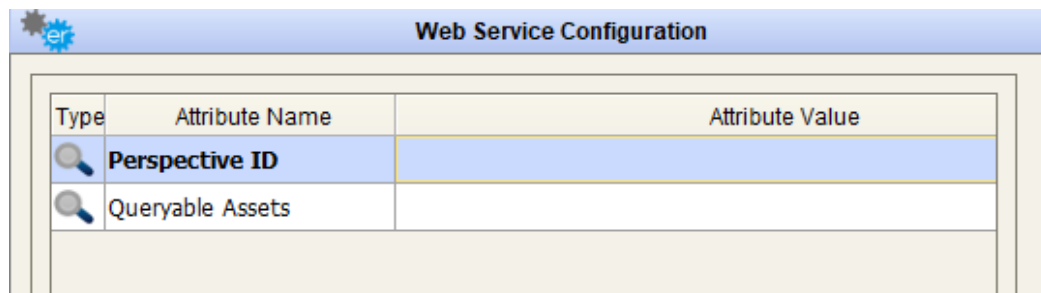 er
Web Service Configuration
Type Attribute Name Attribute Value
Perspective ID
Queryable Assets